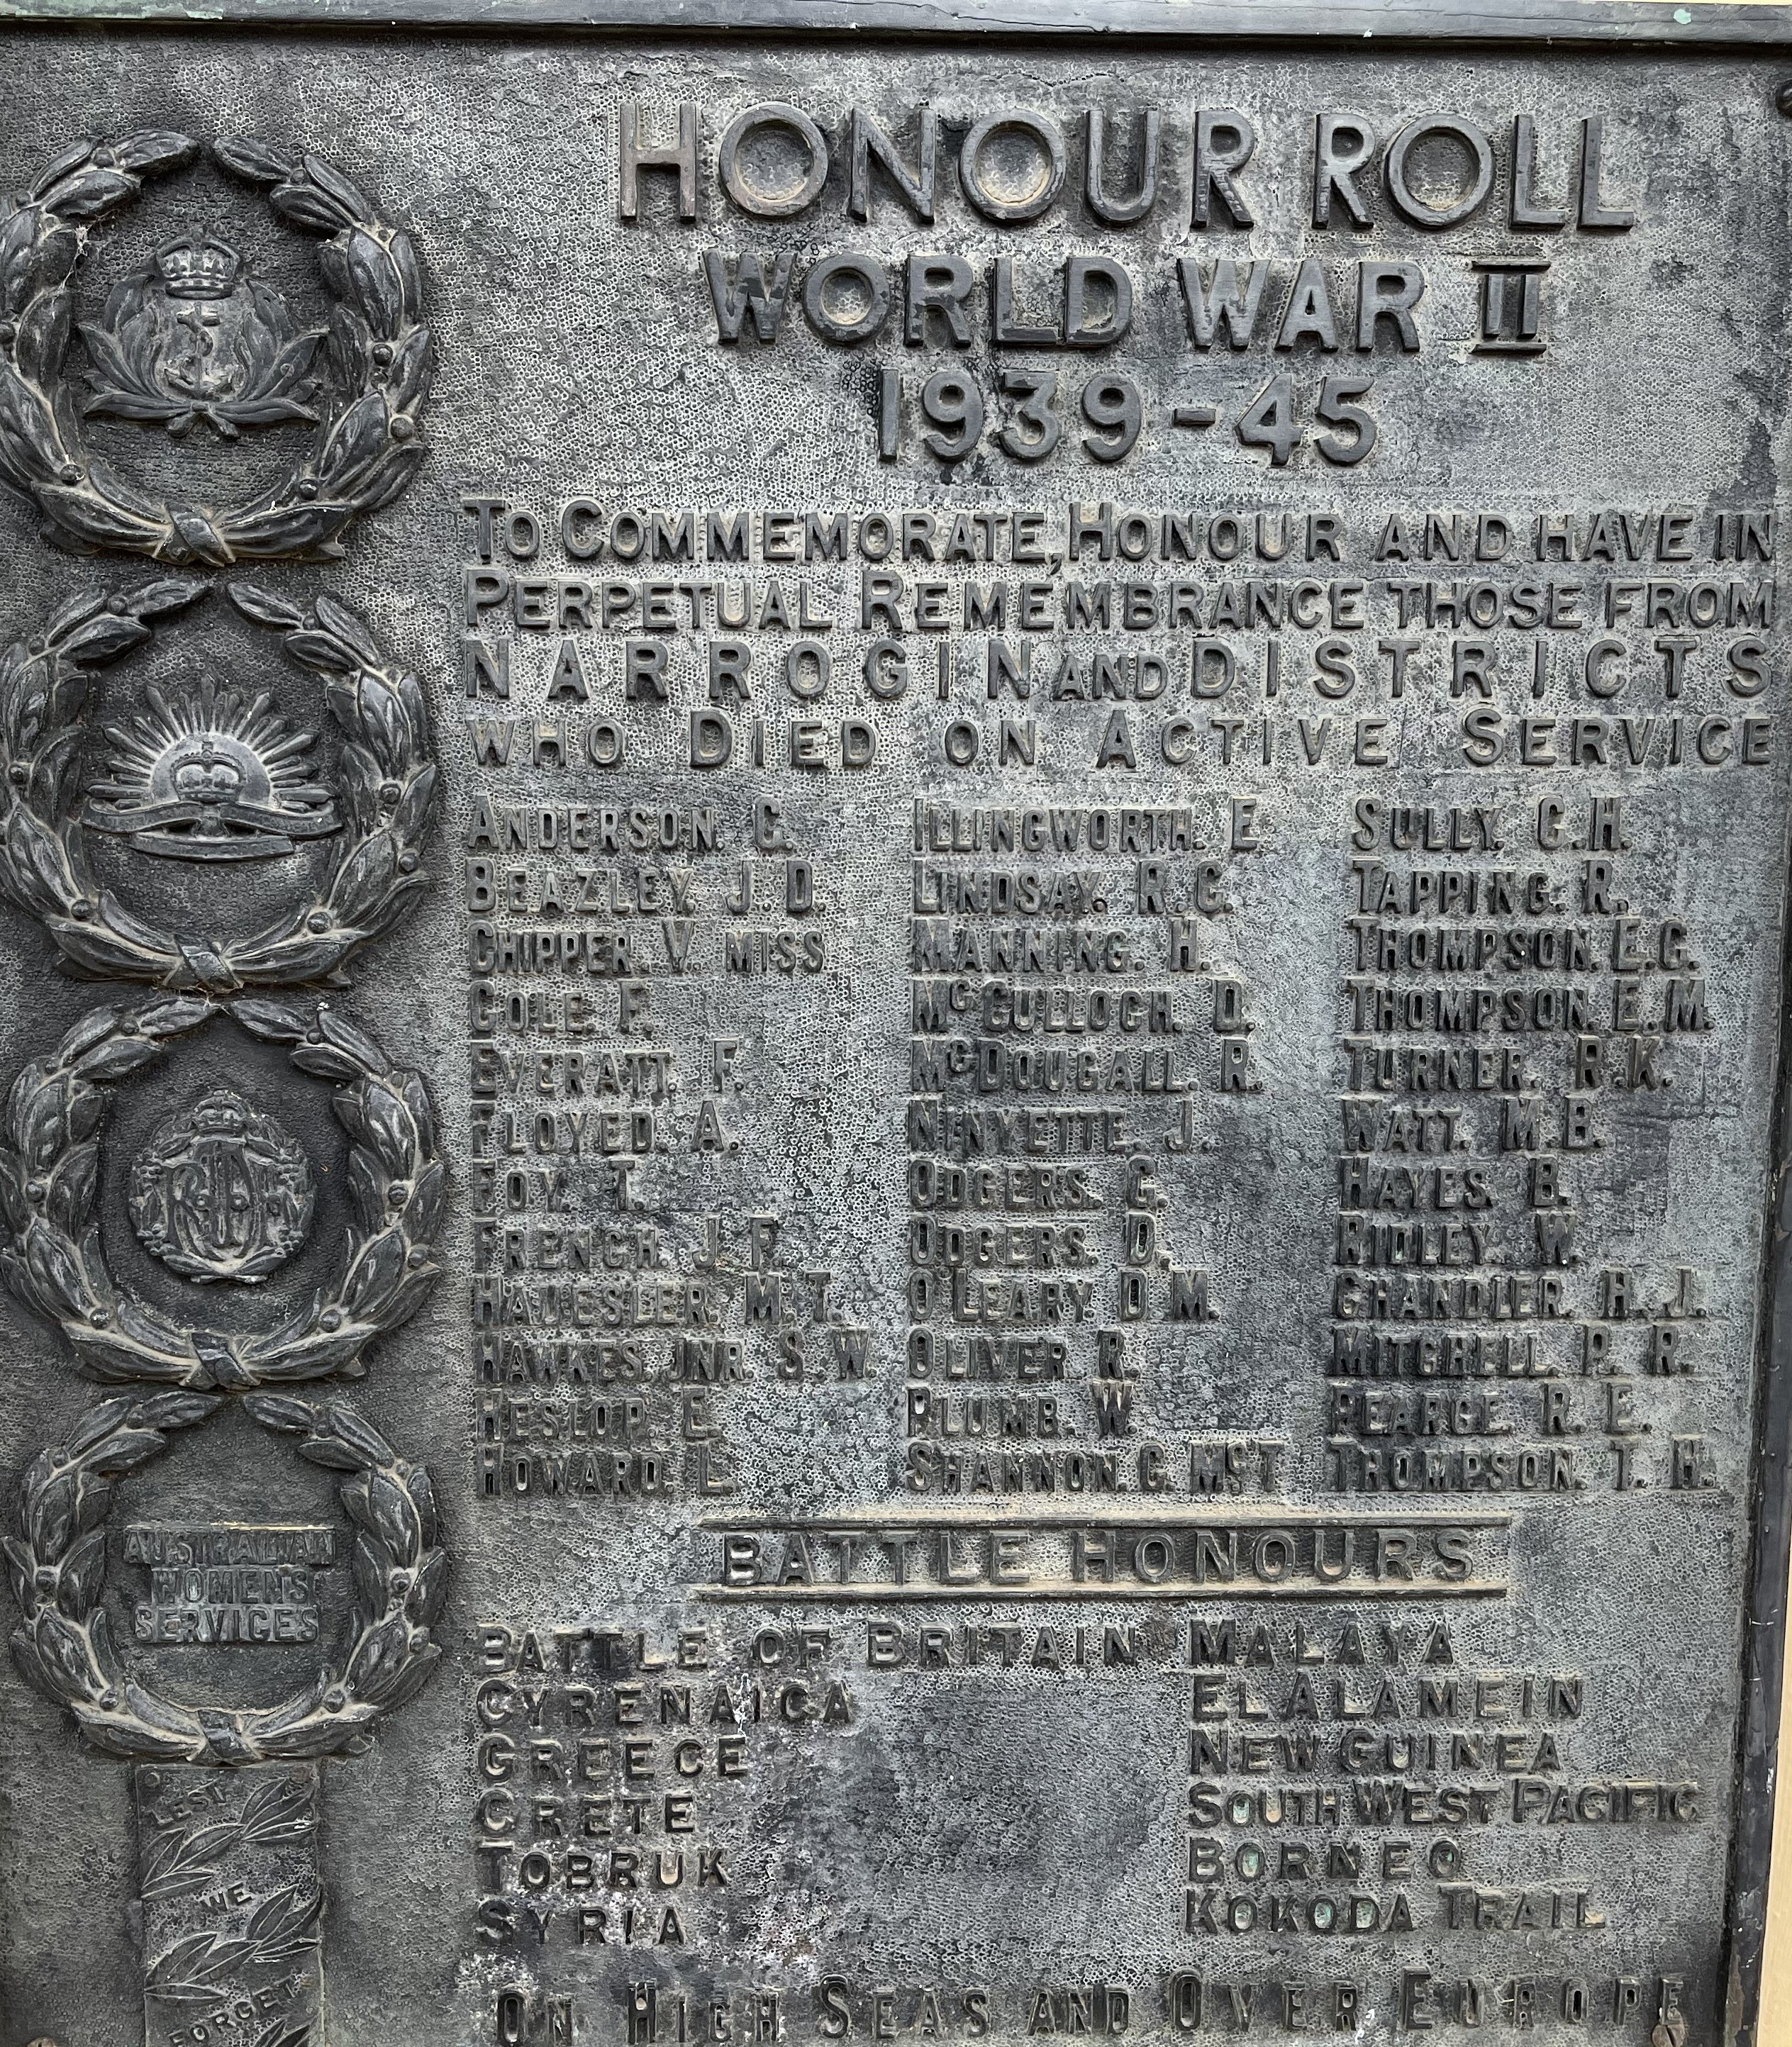 HONOUR ROLL
WORLD WAR II
1939-45
TO COMMEMORATE, HONOUR AND HAVE IN
PERPETUAL REMEMBRANCE THOSE FROM
NARROGIN AND DISTRICTS
WHO DIED ON ACTIVE SERVICE
ANDERSON. G.
BEAZLEY. J. D.
CHIPPER. V. MISS
COLE. F.
EVERATT. F.
FLOYED. A.
FOY. T.
FRENCH. J. F.
HAUESLER. M. T.
HAWKES. JNR. S. W.
HESLOP. E.
HOWARD. L.
ILLINGWORTH. E
LINDSAY. R. C.
MANNING. H.
McCULLOCH. D.
McDOUGALL. R.
NINYETTE. J.
ODGERS. G.
ODGERS. D.
O'LEARY. D M.
OLIVER. R.
PLUMB. W.
SHANNON. C. McT
SULLY. C.H.
TAPPING. R.
THOMPSON. E.G.
THOMPSON. E.M.
TURNER. R.K.
WATT. M.B.
HAYES. B.
RIDLEY. W.
CHANDLER. H. J.
MITCHELL. P. R.
PEARCE. R. E.
THOMPSON. T. H.
BATTLE HONOURS
BATTLE OF BRITAIN
CYRENAICA
GREECE
CRETE
TOBRUK
SYRIA
MALAYA
EL ALAMEIN
NEW GUINEA
SOUTH WEST PACIFIC
BORNEO
KOKODA TRAIL
ON HIGH SEAS AND OVER EUROPE
AUSTRALIAN
WOMENS
SERVICES
LEST
WE
FORGET